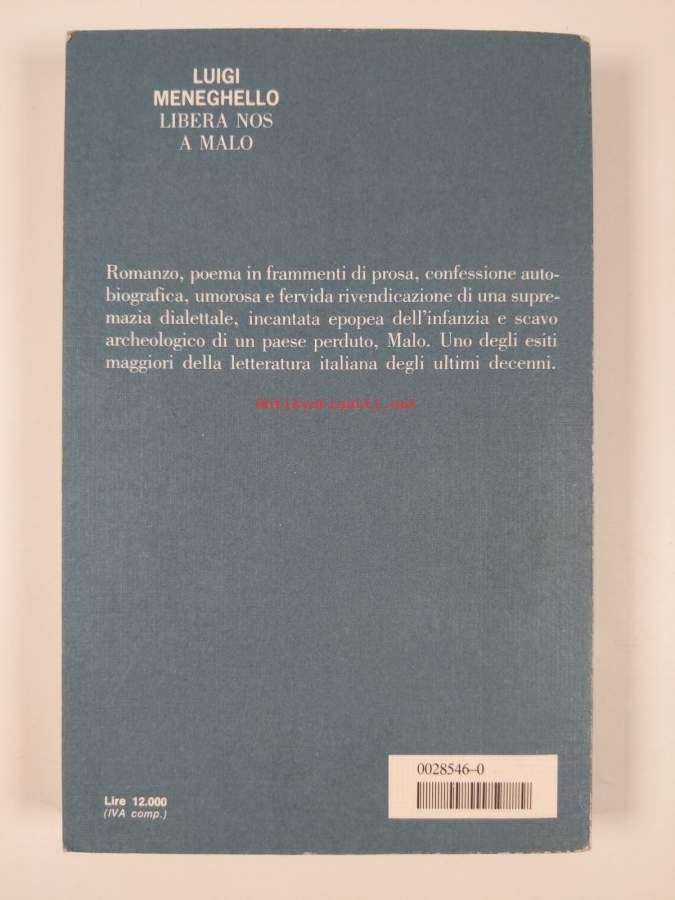 LUIGI
MENEGHELLO
LIBERA NOS
A MALO
Romanzo, poema in frammenti di prosa, confessione auto-
biografica, umorosa e fervida rivendicazione di una supre-
mazia dialettale, incantata epopea dell'infanzia e scavo
archeologico di un paese perduto, Malo. Uno degli esiti
maggiori della letteratura italiana degli ultimi decenni.
antikvariaatti.net
0028546-0
Lire 12.000
(IVA comp.)